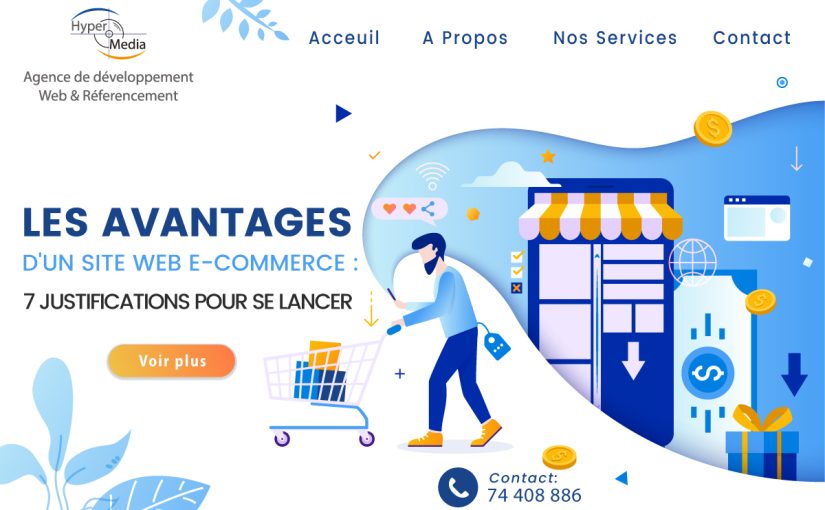 Hyper
Media
Agence de développement
Web & Réferencement
Acceuil A Propos Nos Services Contact
LES AVANTAGES
D'UN SITE WEB E-COMMERCE :
7 JUSTIFICATIONS POUR SE LANCER
Voir plus
Contact:
74 408 886